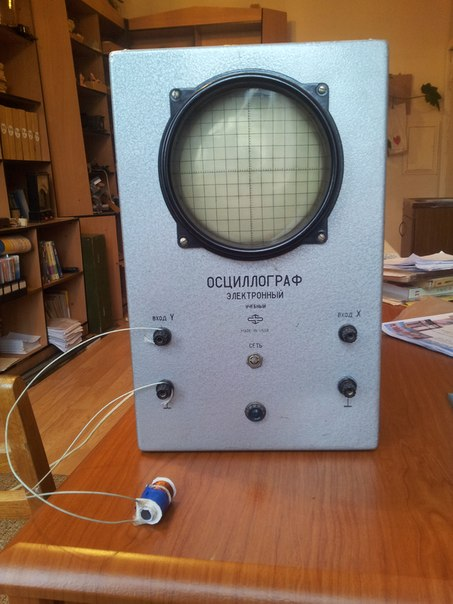 ОСЦИЛЛОГРАФ
ЭЛЕКТРОННЫЙ
УЧЕБНЫЙ
MADE IN USSR
ВХОД Y
СЕТЬ
ВХОД X